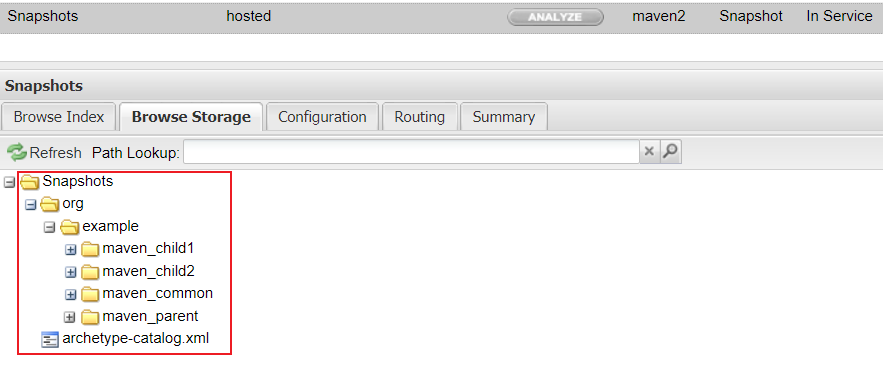 Snapshots hosted ANALYZE maven2 Snapshot In Service
Snapshots
Browse Index Browse Storage Configuration Routing Summary
Refresh Path Lookup:
Snapshots
org
example
maven_child1
maven_child2
maven_common
maven_parent
archetype-catalog.xml